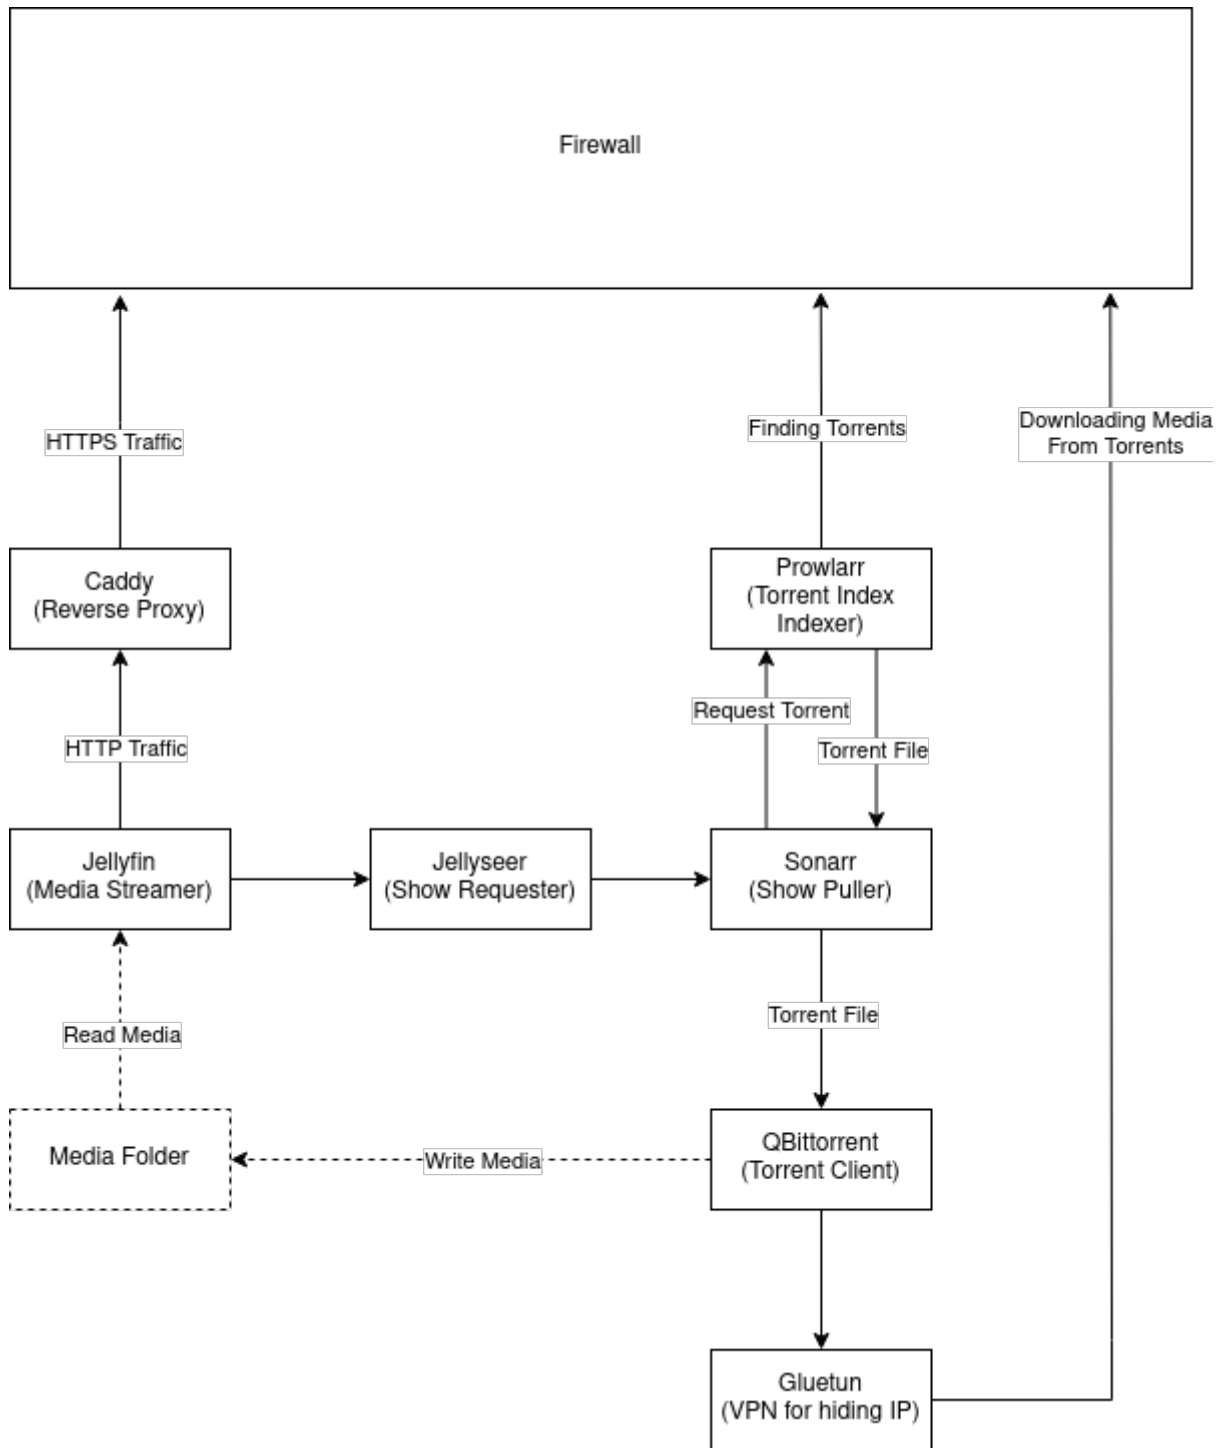 Firewall
HTTPS Traffic
Finding Torrents
Downloading Media
From Torrents
Caddy
(Reverse Proxy)
Prowlarr
(Torrent Index
Indexer)
Request Torrent
HTTP Traffic
Torrent File
Jellyfin
(Media Streamer)
Jellyseer
(Show Requester)
Sonarr
(Show Puller)
Torrent File
Read Media
Media Folder
Write Media
QBittorrent
(Torrent Client)
Gluetun
(VPN for hiding IP)